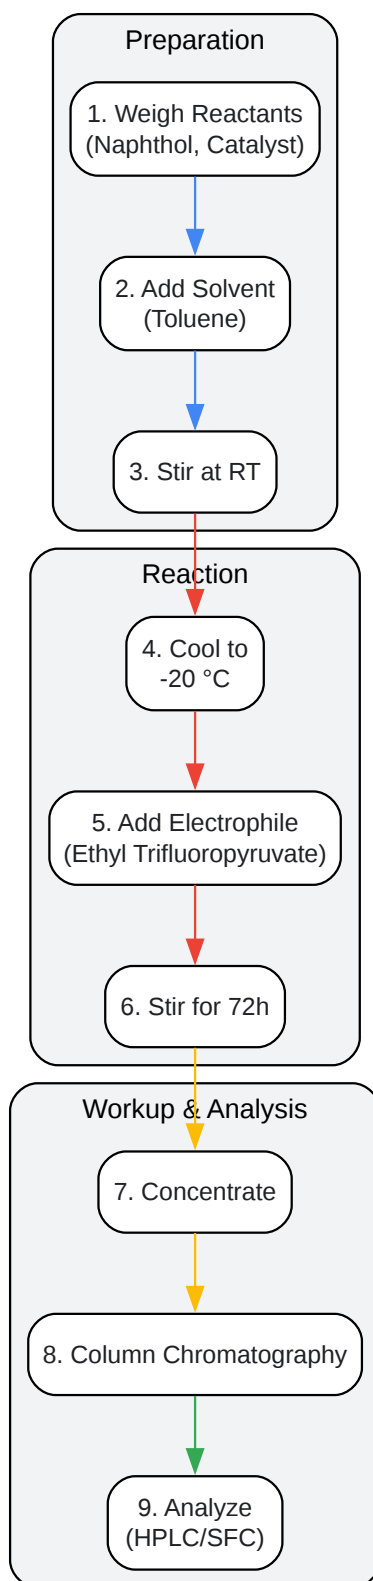 Preparation
1. Weigh Reactants
(Naphthol, Catalyst)
2. Add Solvent
(Toluene)
3. Stir at RT
Reaction
4. Cool to
-20 °C
5. Add Electrophile
(Ethyl Trifluoropyruvate)
6. Stir for 72h
Workup & Analysis
7. Concentrate
8. Column Chromatography
9. Analyze
(HPLC/SFC)